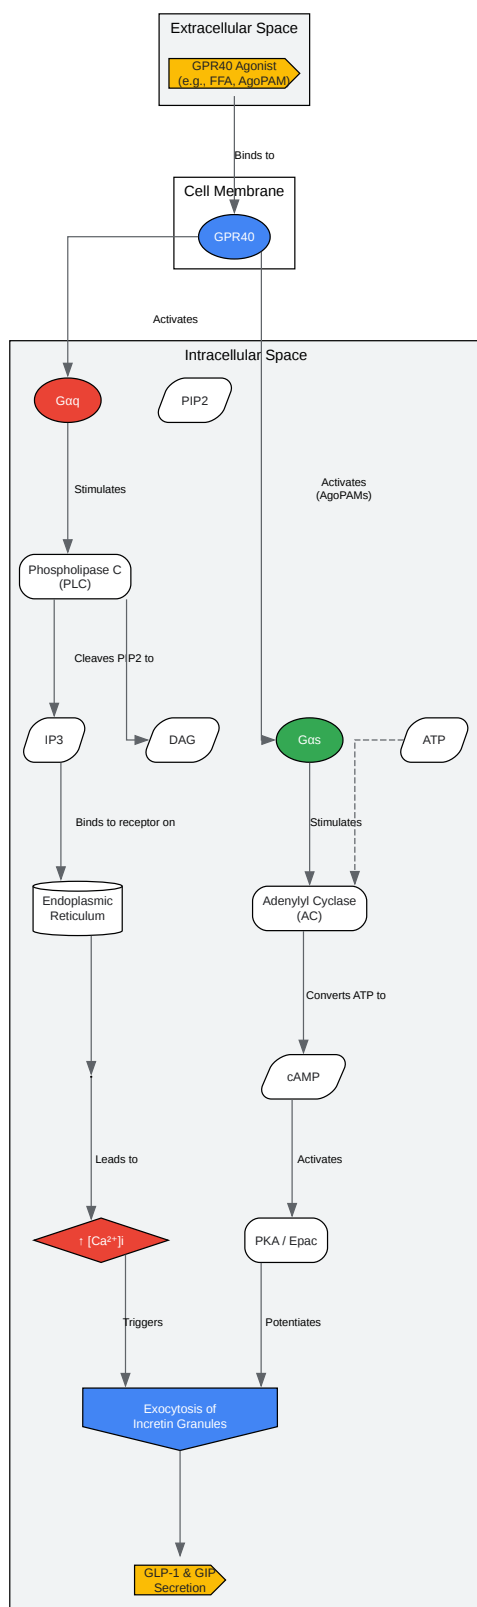 Extracellular Space
GPR40 Agonist
(e.g., FFA, AgoPAM)
Binds to
Cell Membrane
GPR40
Activates
Intracellular Space
Gαq
PIP2
Stimulates
Activates
(AgoPAMs)
Phospholipase C
(PLC)
Cleaves PIP2 to
IP3
DAG
Gαs
ATP
Binds to receptor on
Stimulates
Endoplasmic
Reticulum
Adenylyl Cyclase
(AC)
Converts ATP to
cAMP
Leads to
Activates
↑ [Ca²⁺]i
PKA / Epac
Triggers
Potentiates
Exocytosis of
Incretin Granules
GLP-1 & GIP
Secretion